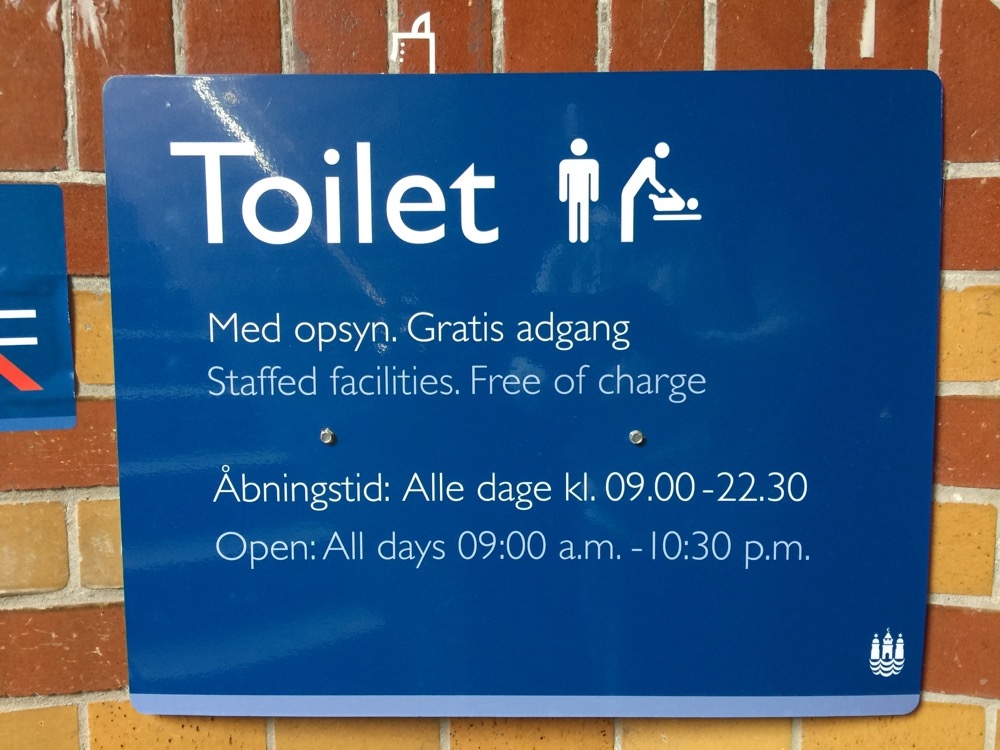 Toilet
Med opsyn. Gratis adgang
Staffed facilities. Free of charge
Åbningstid: Alle dage kl. 09.00-22.30
Open: All days 09:00 a.m. -10:30 p.m.